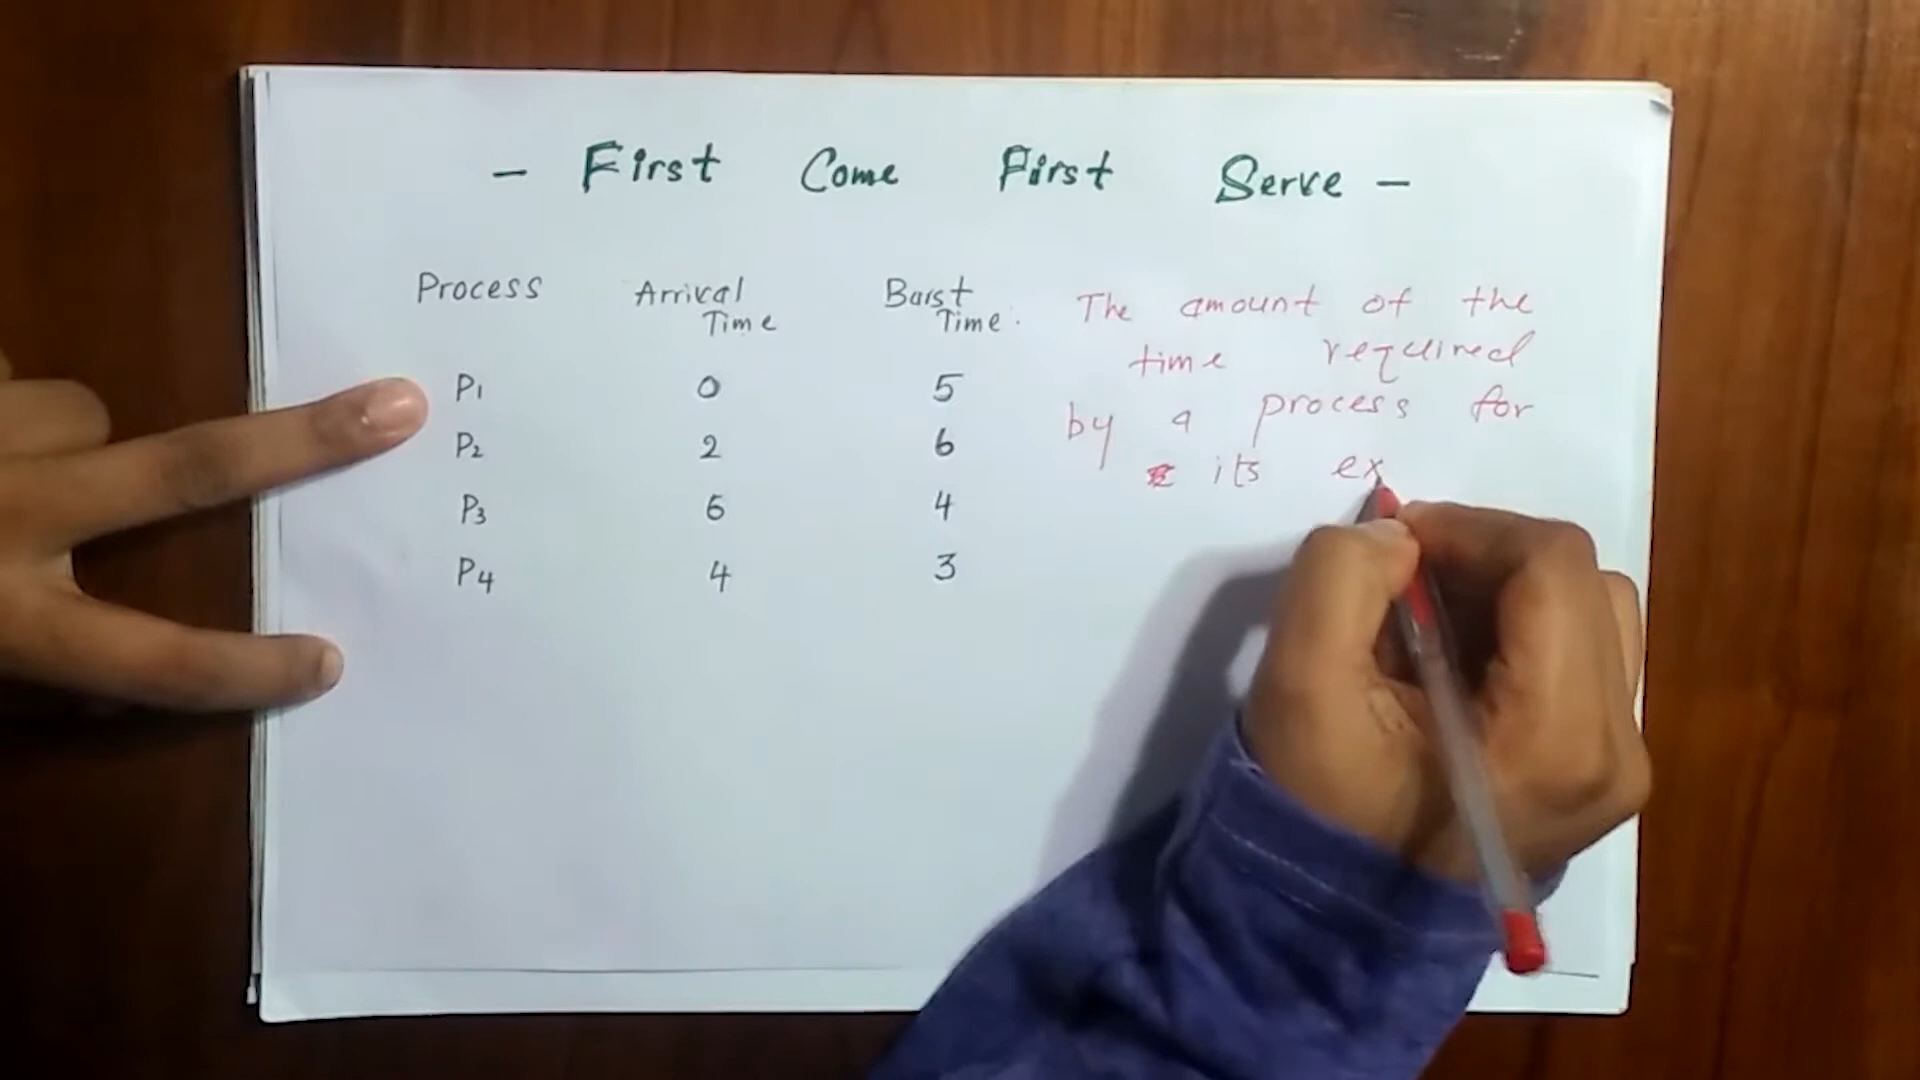 - First Come First Serve -
Process Arrival Time Burst Time.
P1 0 5
P2 2 6
P3 6 4
P4 4 3
The amount of the
time required
by a process for
its ex